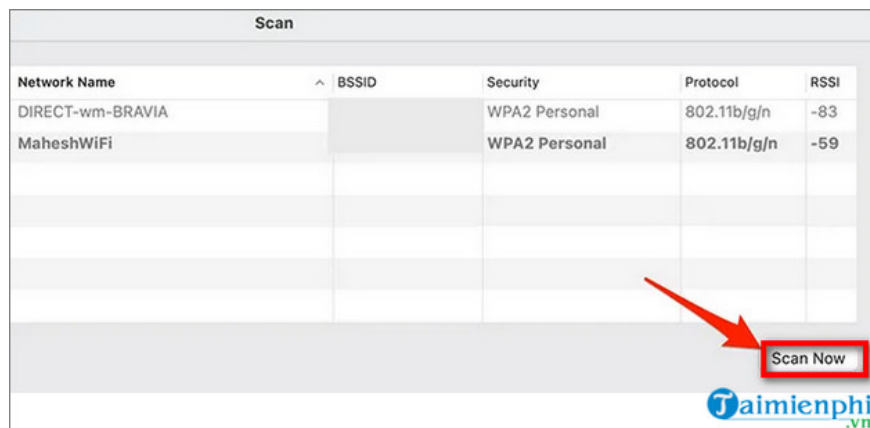 Scan
Network Name BSSID Security Protocol RSSI
DIRECT-wm-BRAVIA WPA2 Personal 802.11b/g/n -83
MaheshWiFi WPA2 Personal 802.11b/g/n -59
Scan Now
Taimienphi
.vn